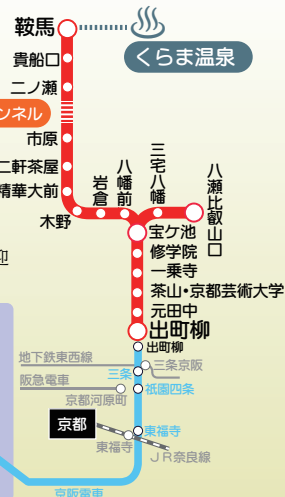 鞍馬
くらま温泉
貴船口
二ノ瀬
ンネル
市原
二軒茶屋
精華大前
木野
岩倉
八幡前
三宅八幡
八瀬比叡山口
宝ケ池
修学院
一乗寺
茶山・京都芸術大学
元田中
出町柳
出町柳
地下鉄東西線
三条京阪
三条
阪急電車
祇園四条
京都河原町
京都
東福寺
東福寺
JR奈良線
京阪電車